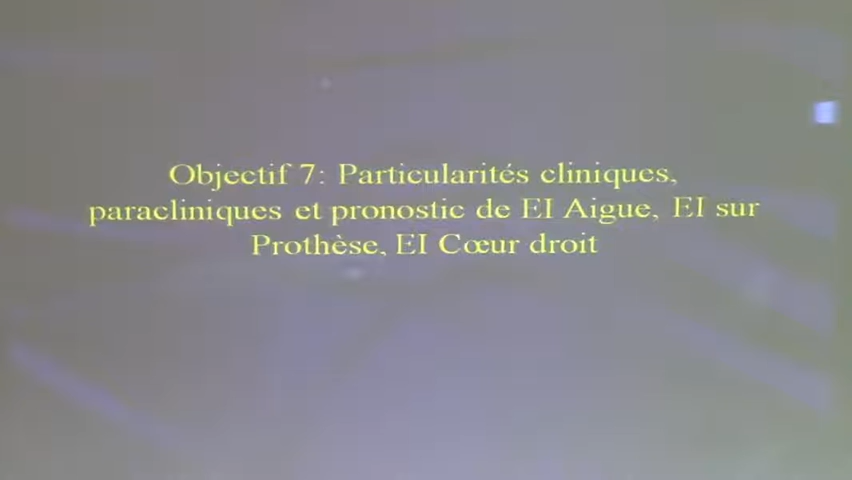 Objectif 7: Particularités cliniques,
paracliniques et pronostic de EI Aigue, EI sur
Prothèse, EI Cœur droit